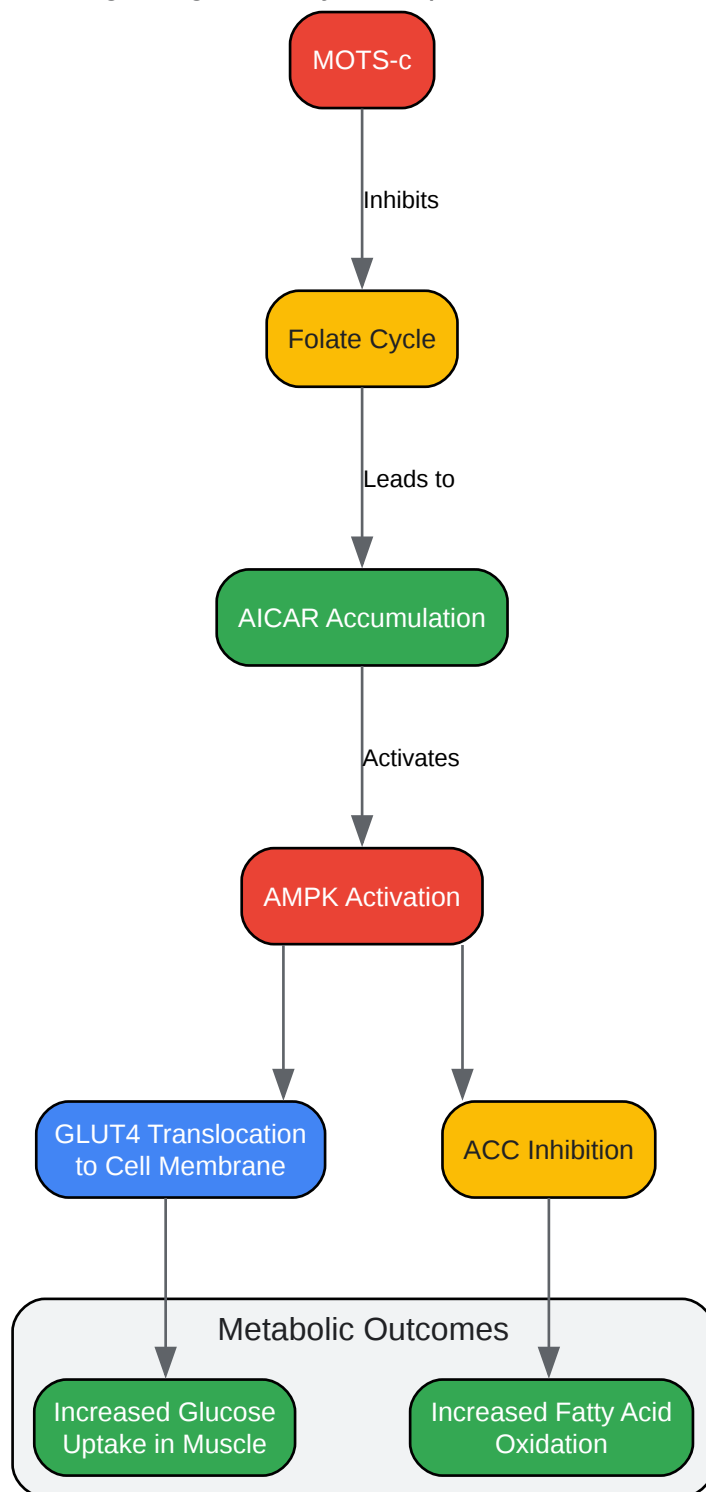 MOTS-c
Inhibits
Folate Cycle
Leads to
AICAR Accumulation
Activates
AMPK Activation
GLUT4 Translocation
to Cell Membrane
ACC Inhibition
Metabolic Outcomes
Increased Glucose
Uptake in Muscle
Increased Fatty Acid
Oxidation